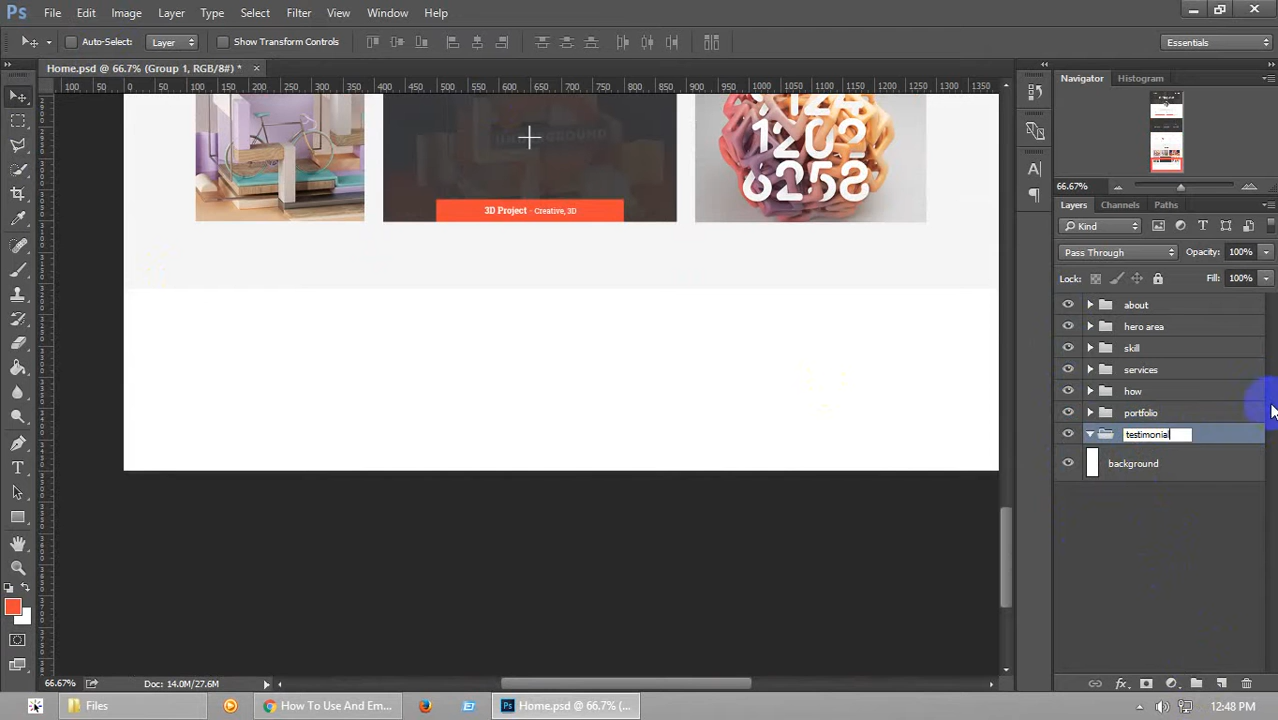 Ps File Edit Image Layer Type Select Filter 3D View Window Help
Auto-Select: Layer Show Transform Controls Essentials
Home.psd @ 66.7% (Group 1, RGB/8#) * ×
100 50 0 50 100 150 200 250 300 350 400 450 500 550 600 650 700 750 800 850 900 950 1000 1050 1100 1150 1200 1250 1300 1350
Navigator Histogram
UNDERGROUND
1202
6258
3D Project - Creative, 3D
66.67%
Layers Channels Paths
Kind
Pass Through Opacity: 100%
Lock: Fill: 100%
about
hero area
skill
services
how
portfolio
testimonial
background
66.67% Doc: 14.0M/27.6M
Files How To Use And Em... Home.psd @ 66.7% (... 12:48 PM